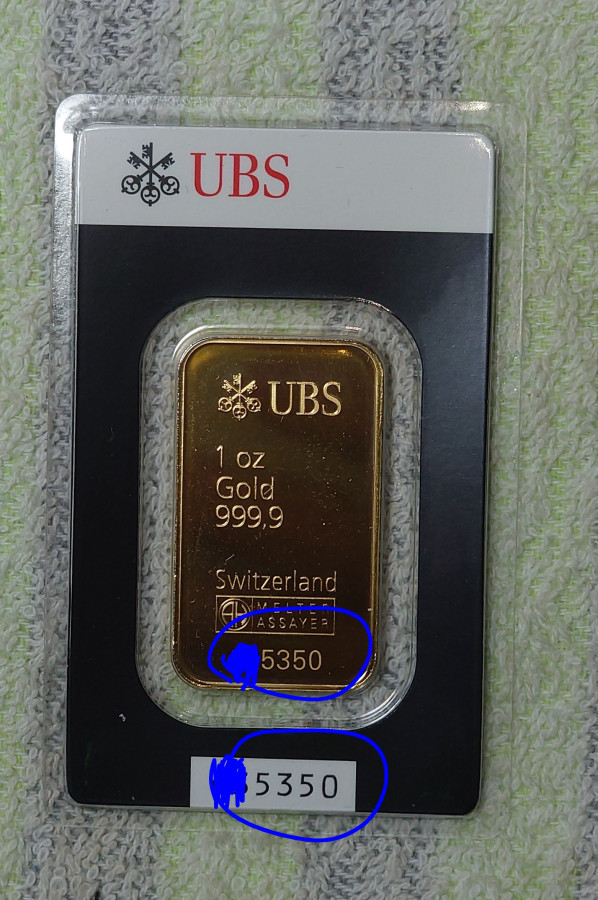 UBS
UBS
1 oz
Gold
999,9
Switzerland
MELTER
ASSAYER
5350
5350